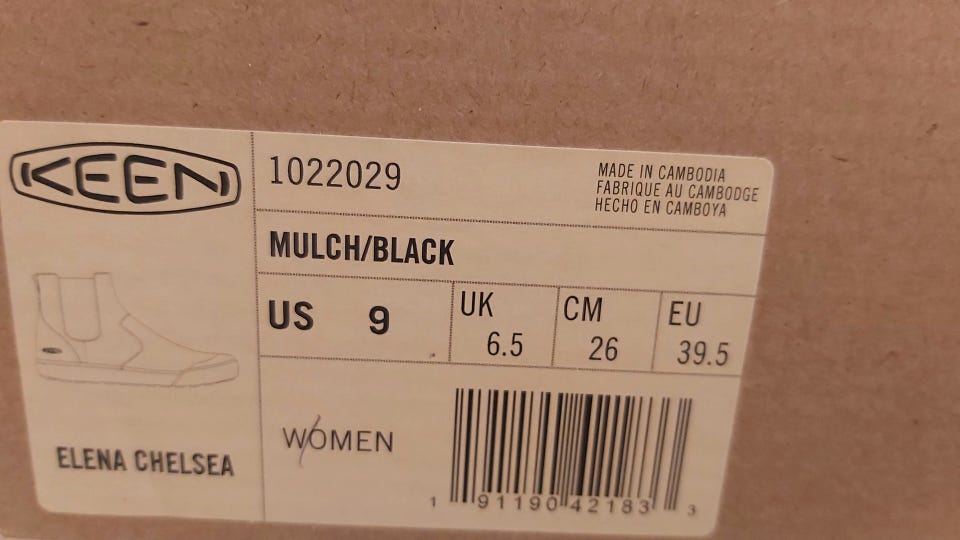 KEEN
1022029
MADE IN CAMBODIA
FABRIQUE AU CAMBODGE
HECHO EN CAMBOYA
MULCH/BLACK
US 9
UK 6.5
CM 26
EU 39.5
WOMEN
ELENA CHELSEA
1 91190 42183 3